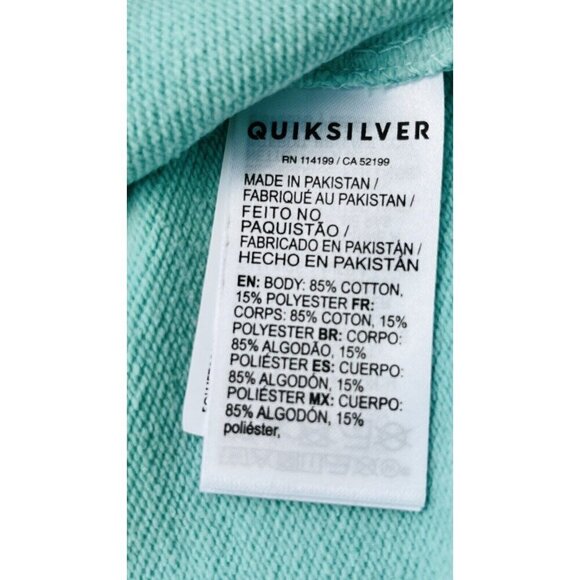 QUIKSILVER
RN 114199 / CA 52199
MADE IN PAKISTAN /
FABRIQUÉ AU PAKISTAN /
FEITO NO
PAQUISTÃO /
FABRICADO EN PAKISTÁN /
HECHO EN PAKISTÁN
EN: BODY: 85% COTTON,
15% POLYESTER FR:
CORPS: 85% COTON, 15%
POLYESTER BR: CORPO:
85% ALGODÃO, 15%
POLIÉSTER ES: CUERPO:
85% ALGODÓN, 15%
POLIÉSTER MX: CUERPO:
85% ALGODÓN, 15%
poliéster,